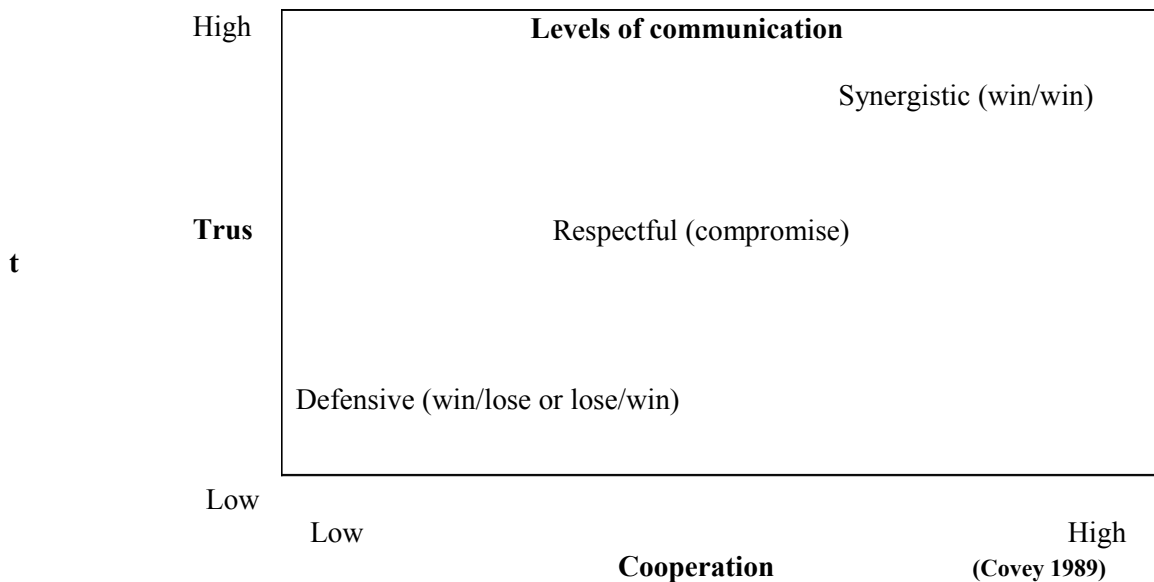 High Levels of communication
Synergistic (win/win)
Trus Respectful (compromise)
t
Defensive (win/lose or lose/win)
Low
Low High
Cooperation (Covey 1989)